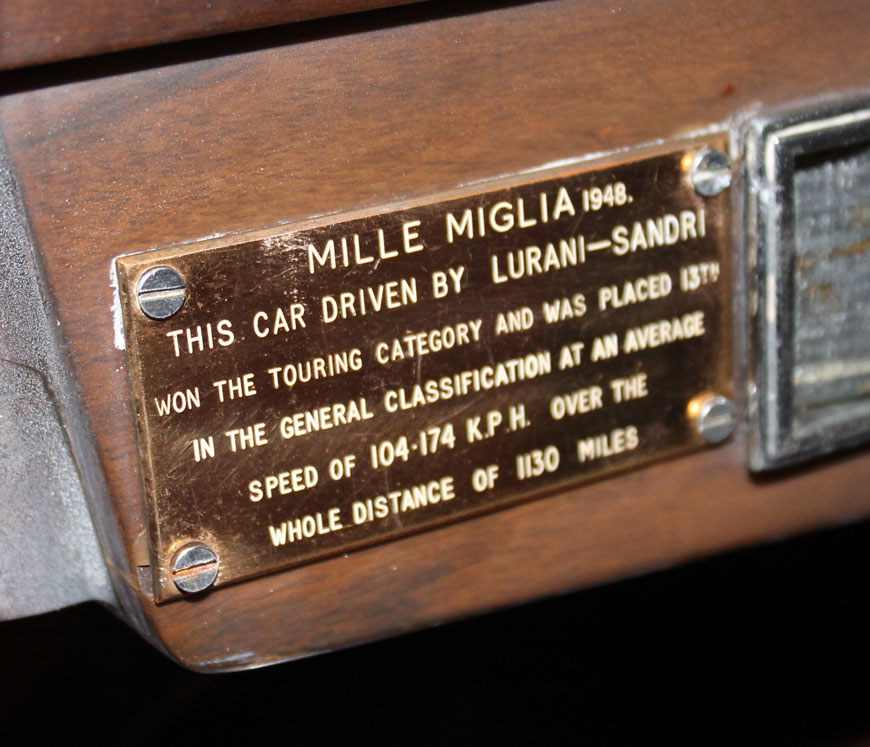 MILLE MIGLIA 1948.
THIS CAR DRIVEN BY LURANI-SANDRI
WON THE TOURING CATEGORY AND WAS PLACED 13TH
IN THE GENERAL CLASSIFICATION AT AN AVERAGE
SPEED OF 104·174 K.P.H. OVER THE
WHOLE DISTANCE OF 1130 MILES